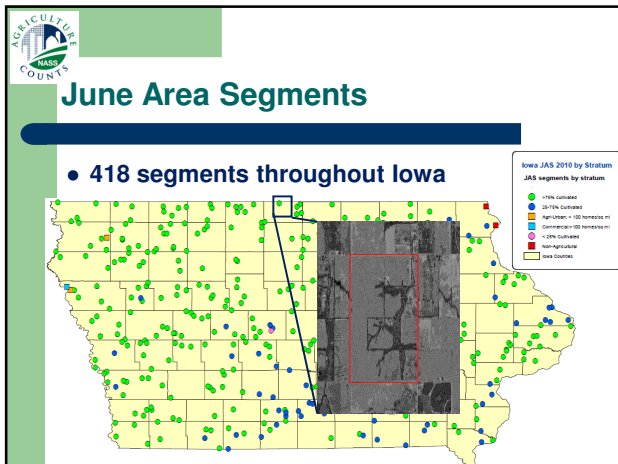 AGRICULTURE
NASS
COUNTS
June Area Segments
• 418 segments throughout Iowa
Iowa JAS 2010 by Stratum
JAS segments by stratum
>75% cultivated
25-75% Cultivated
Agri-Urban: > 100 homes/sq mi
Commercial:> 100 homes/sq mi
< 25% Cultivated
Non-Agricultural
Iowa Counties